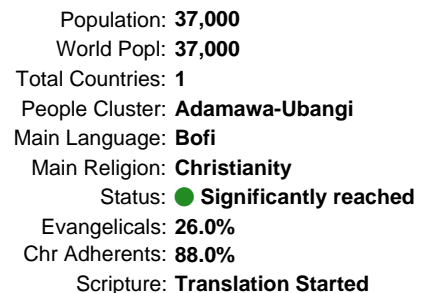 Population: 37,000
World Popl: 37,000
Total Countries: 1
People Cluster: Adamawa-Ubangi
Main Language: Bofi
Main Religion: Christianity
Status: Significantly reached
Evangelicals: 26.0%
Chr Adherents: 88.0%
Scripture: Translation Started